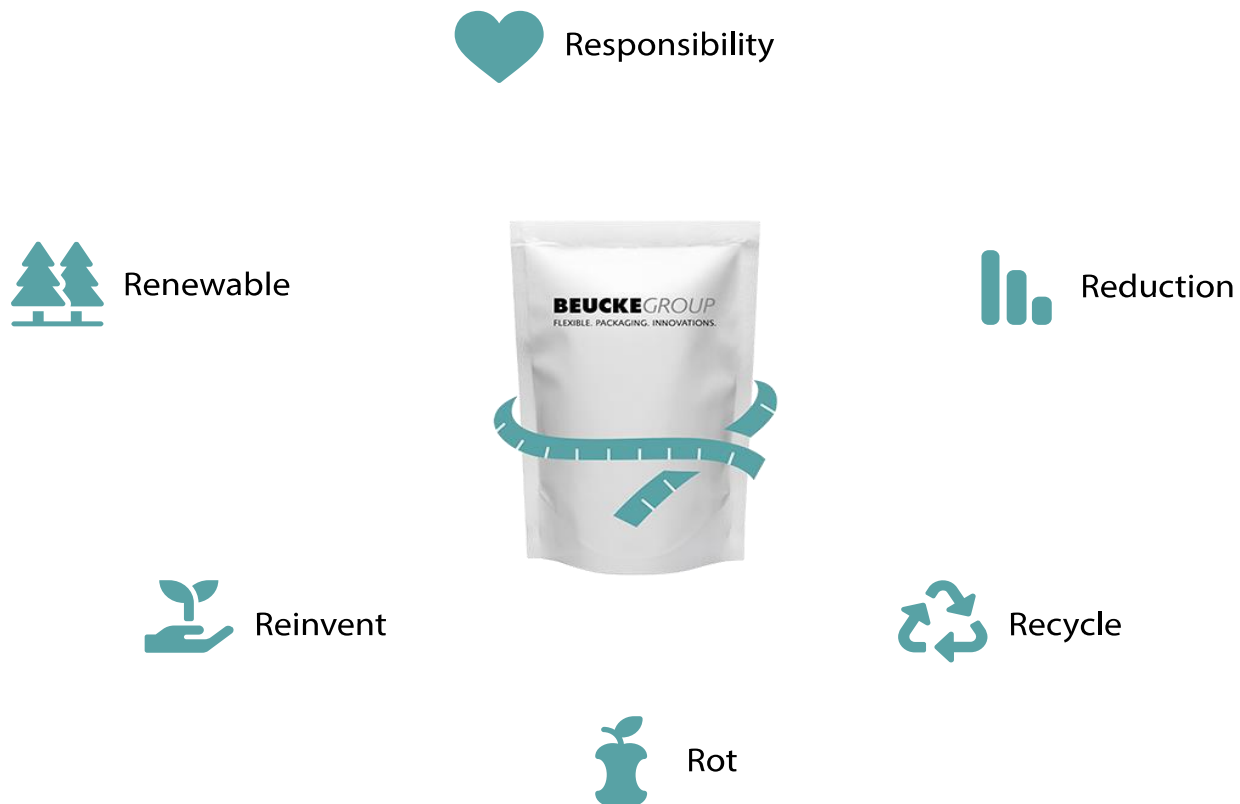 Responsibility
Renewable
Reduction
BEUCKEGROUP
FLEXIBLE. PACKAGING. INNOVATIONS.
Reinvent
Recycle
Rot